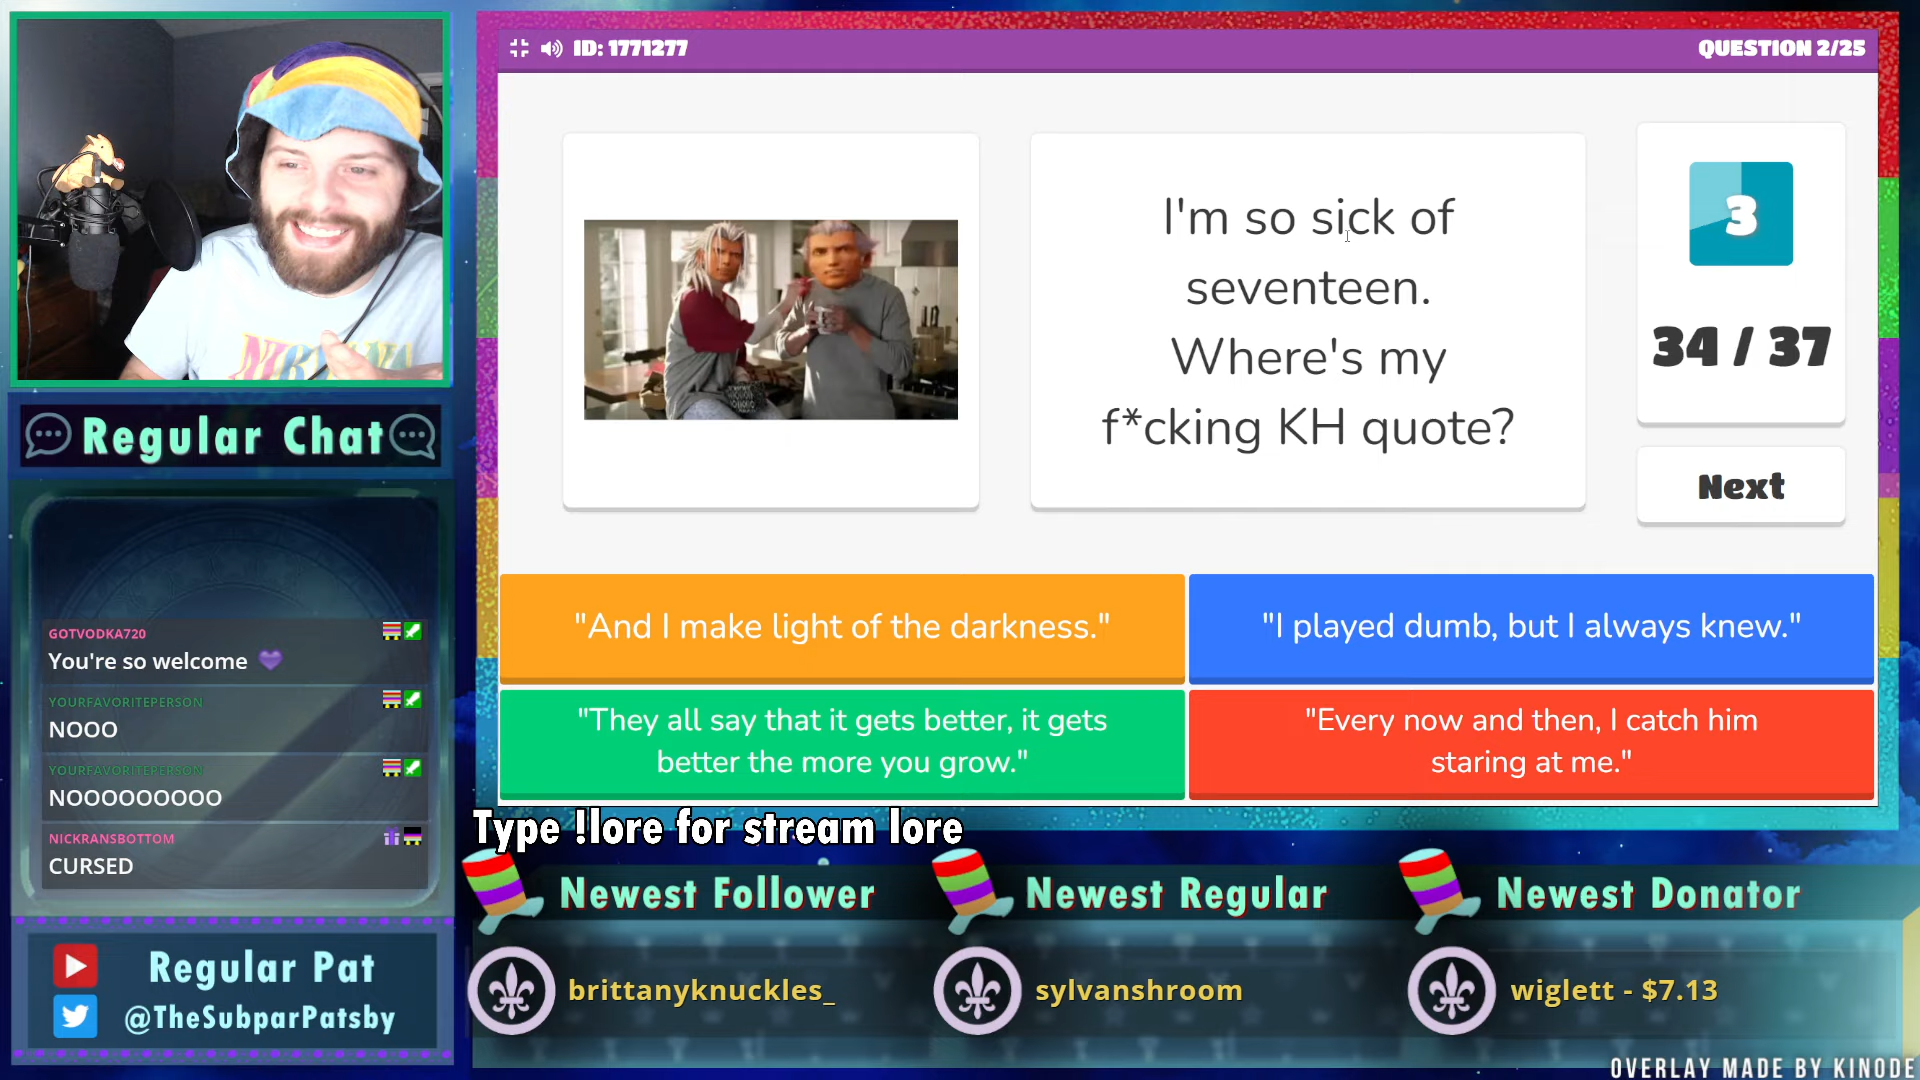 ID: 1771277
QUESTION 2/25
I'm so sick of
seventeen.
Where's my
f*cking KH quote?
3
34 / 37
Next
"And I make light of the darkness."
"I played dumb, but I always knew."
"They all say that it gets better, it gets
better the more you grow."
"Every now and then, I catch him
staring at me."
Regular Chat
GOTVODKA720
You're so welcome
YOURFAVORITEPERSON
NOOO
YOURFAVORITEPERSON
NOOOOOOOOO
NICKRANSBOTTOM
CURSED
Regular Pat
@TheSubparPatsby
Type !lore for stream lore
Newest Follower
brittanyknuckles_
Newest Regular
sylvanshroom
Newest Donator
wiglett - $7.13
OVERLAY MADE BY KINODE